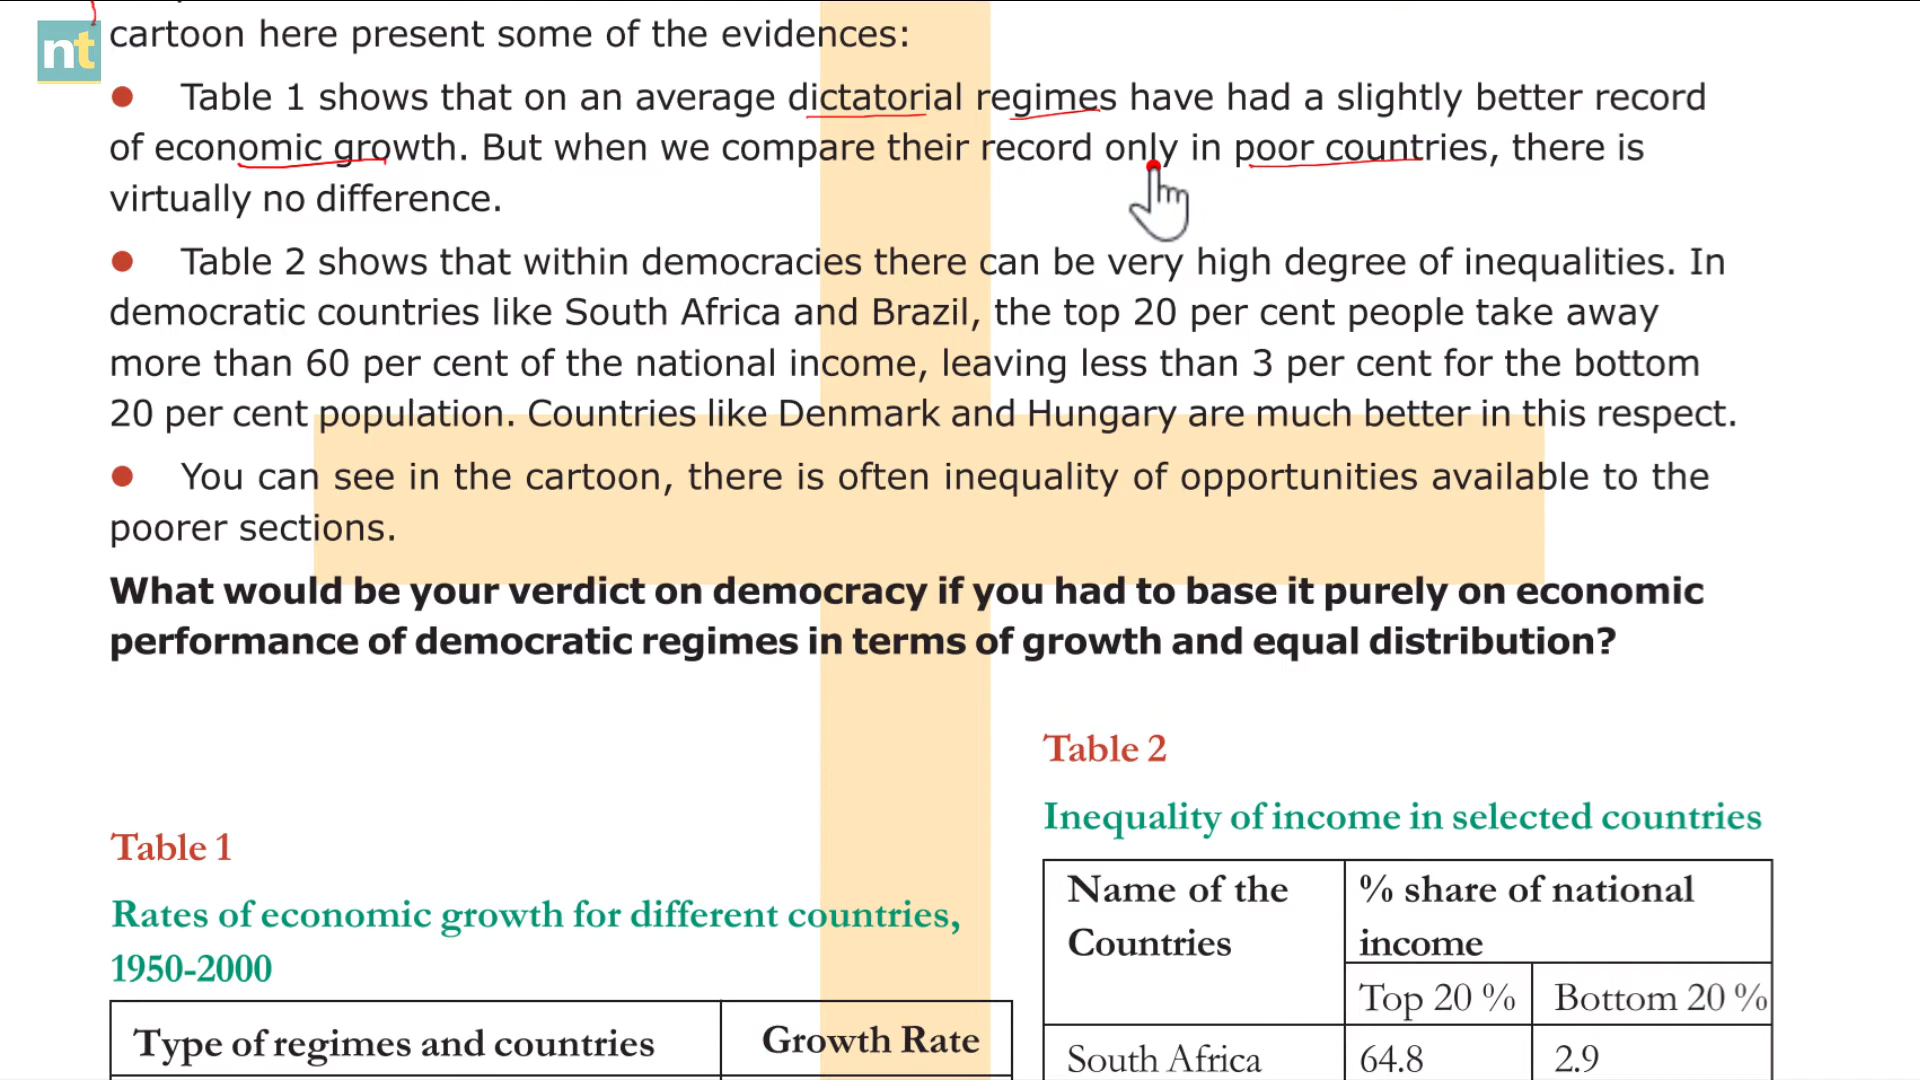 nt
cartoon here present some of the evidences:
● Table 1 shows that on an average dictatorial regimes have had a slightly better record
of economic growth. But when we compare their record only in poor countries, there is
virtually no difference.
● Table 2 shows that within democracies there can be very high degree of inequalities. In
democratic countries like South Africa and Brazil, the top 20 per cent people take away
more than 60 per cent of the national income, leaving less than 3 per cent for the bottom
20 per cent population. Countries like Denmark and Hungary are much better in this respect.
● You can see in the cartoon, there is often inequality of opportunities available to the
poorer sections.
What would be your verdict on democracy if you had to base it purely on economic
performance of democratic regimes in terms of growth and equal distribution?
Table 1
Rates of economic growth for different countries,
1950-2000
Type of regimes and countries Growth Rate
Table 2
Inequality of income in selected countries
Name of the % share of national
Countries income
Top 20 % Bottom 20 %
South Africa 64.8 2.9